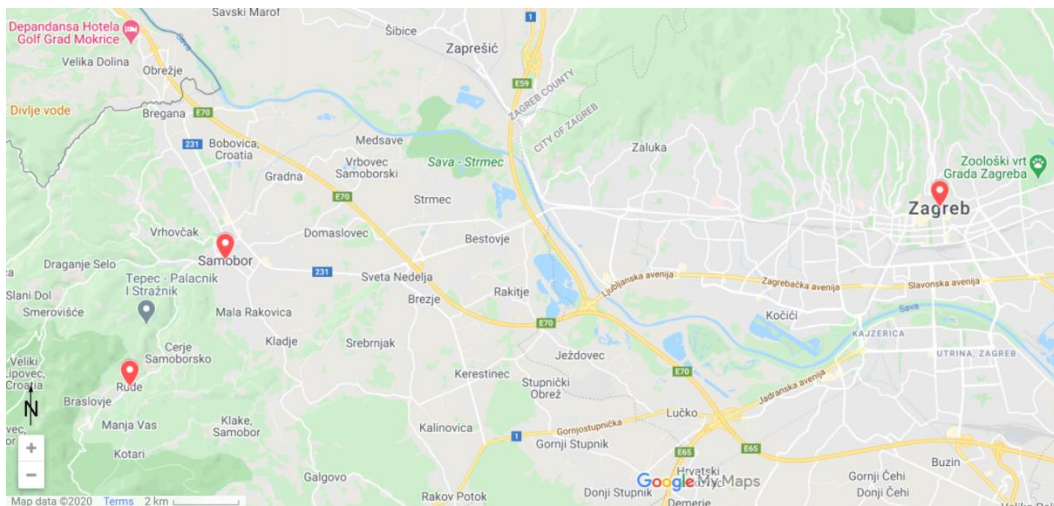 Savski Marof
Šibice
1
Depandansa Hotela
Golf Grad Mokrice
Sava
Zaprešić
Velika Dolina
Obrežje
E59
ZAGREB COUNTY
CITY OF ZAGREB
Divlje vode
Bregana
E70
231
Bobovica,
Croatia
Medsave
Zaluka
Zoološki vrt
Grada Zagreba
Vrbovec
Samoborski
Sava - Strmec
Gradna
E70
Strmec
Zagreb
Vrhovčak
Domaslovec
Bestovje
Samobor
Draganje Selo
231
Sveta Nedelja
Ljubljanska avenija
Zagrebačka avenija
Slavonska avenija
Tepec - Palacnik
I Stražnik
Slani Dol
Smerovišće
Rakitje
Brezje
Mala Rakovica
Sava
Kočići
E70
KAJZERICA
Kladje
Srebrnjak
Cerje
Samoborsko
Ježdovec
UTRINA, ZAGREB
Veliki
Lipovec,
Croatia
Rude
Kerestinec
E70
Stupnički
Obrež
Jadranska avenija
Braslovje
N
Lučko
Manja Vas
Klake,
Samobor
Kalinovica
Gornjostupnička
1
Gornji Stupnik
E65
E65
Kotari
Buzin
Galgovo
Hrvatski
Gornji Čehi
Google My Maps
Rakov Potok
Donji Stupnik
Donji Čehi
Demerje
+
−
Map data ©2020 Terms 2 km